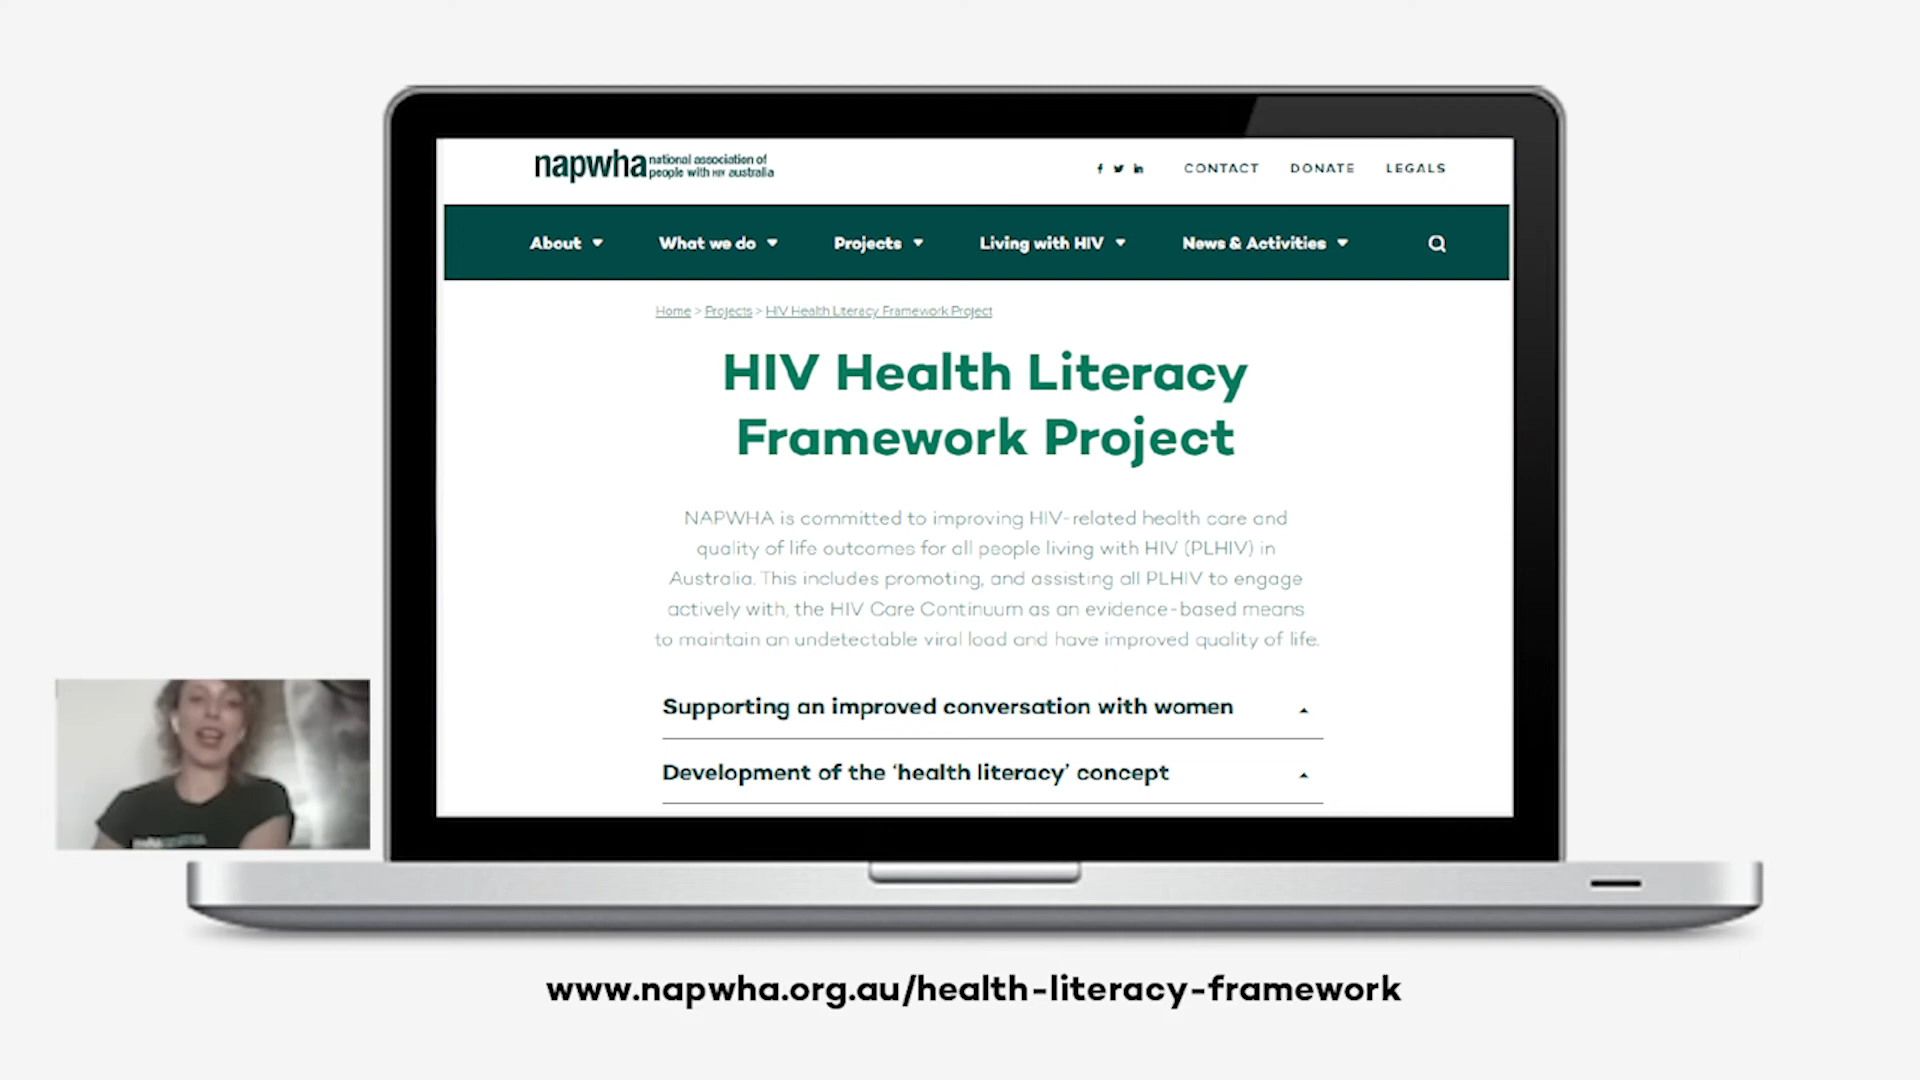 napwha national association of
people with HIV australia
CONTACT DONATE LEGALS
About What we do Projects Living with HIV News & Activities
Home > Projects > HIV Health Literacy Framework Project
HIV Health Literacy
Framework Project
NAPWHA is committed to improving HIV-related health care and
quality of life outcomes for all people living with HIV (PLHIV) in
Australia. This includes promoting, and assisting all PLHIV to engage
actively with, the HIV Care Continuum as an evidence-based means
to maintain an undetectable viral load and have improved quality of life.
Supporting an improved conversation with women
Development of the ‘health literacy’ concept
www.napwha.org.au/health-literacy-framework